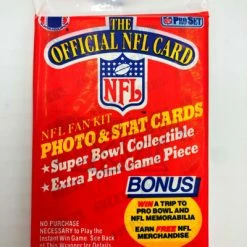 PRO SET
THE
OFFICIAL NFL CARD
NFL
NFL FAN KIT
PHOTO & STAT CARDS
★Super Bowl Collectible
★Extra Point Game Piece
BONUS
WIN A TRIP TO
PRO BOWL AND
NFL MEMORABILIA
EARN FREE NFL
MERCHANDISE
NO PURCHASE
NECESSARY to Play the
Instant Win Game. See Back
of This Wrapper for Details.